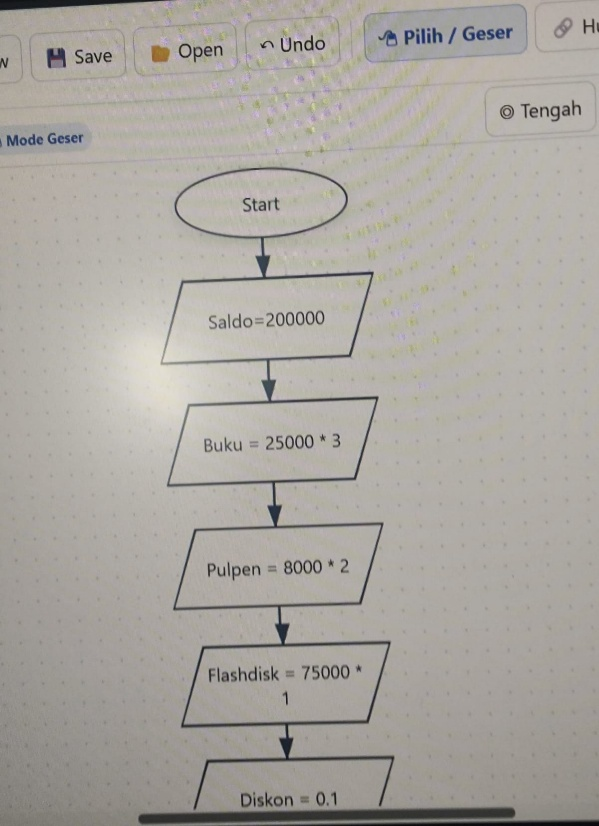 Save
Open
Undo
Pilih / Geser
Mode Geser
Tengah
Start
Saldo=200000
Buku = 25000 * 3
Pulpen = 8000 * 2
Flashdisk = 75000 *
1
Diskon = 0.1